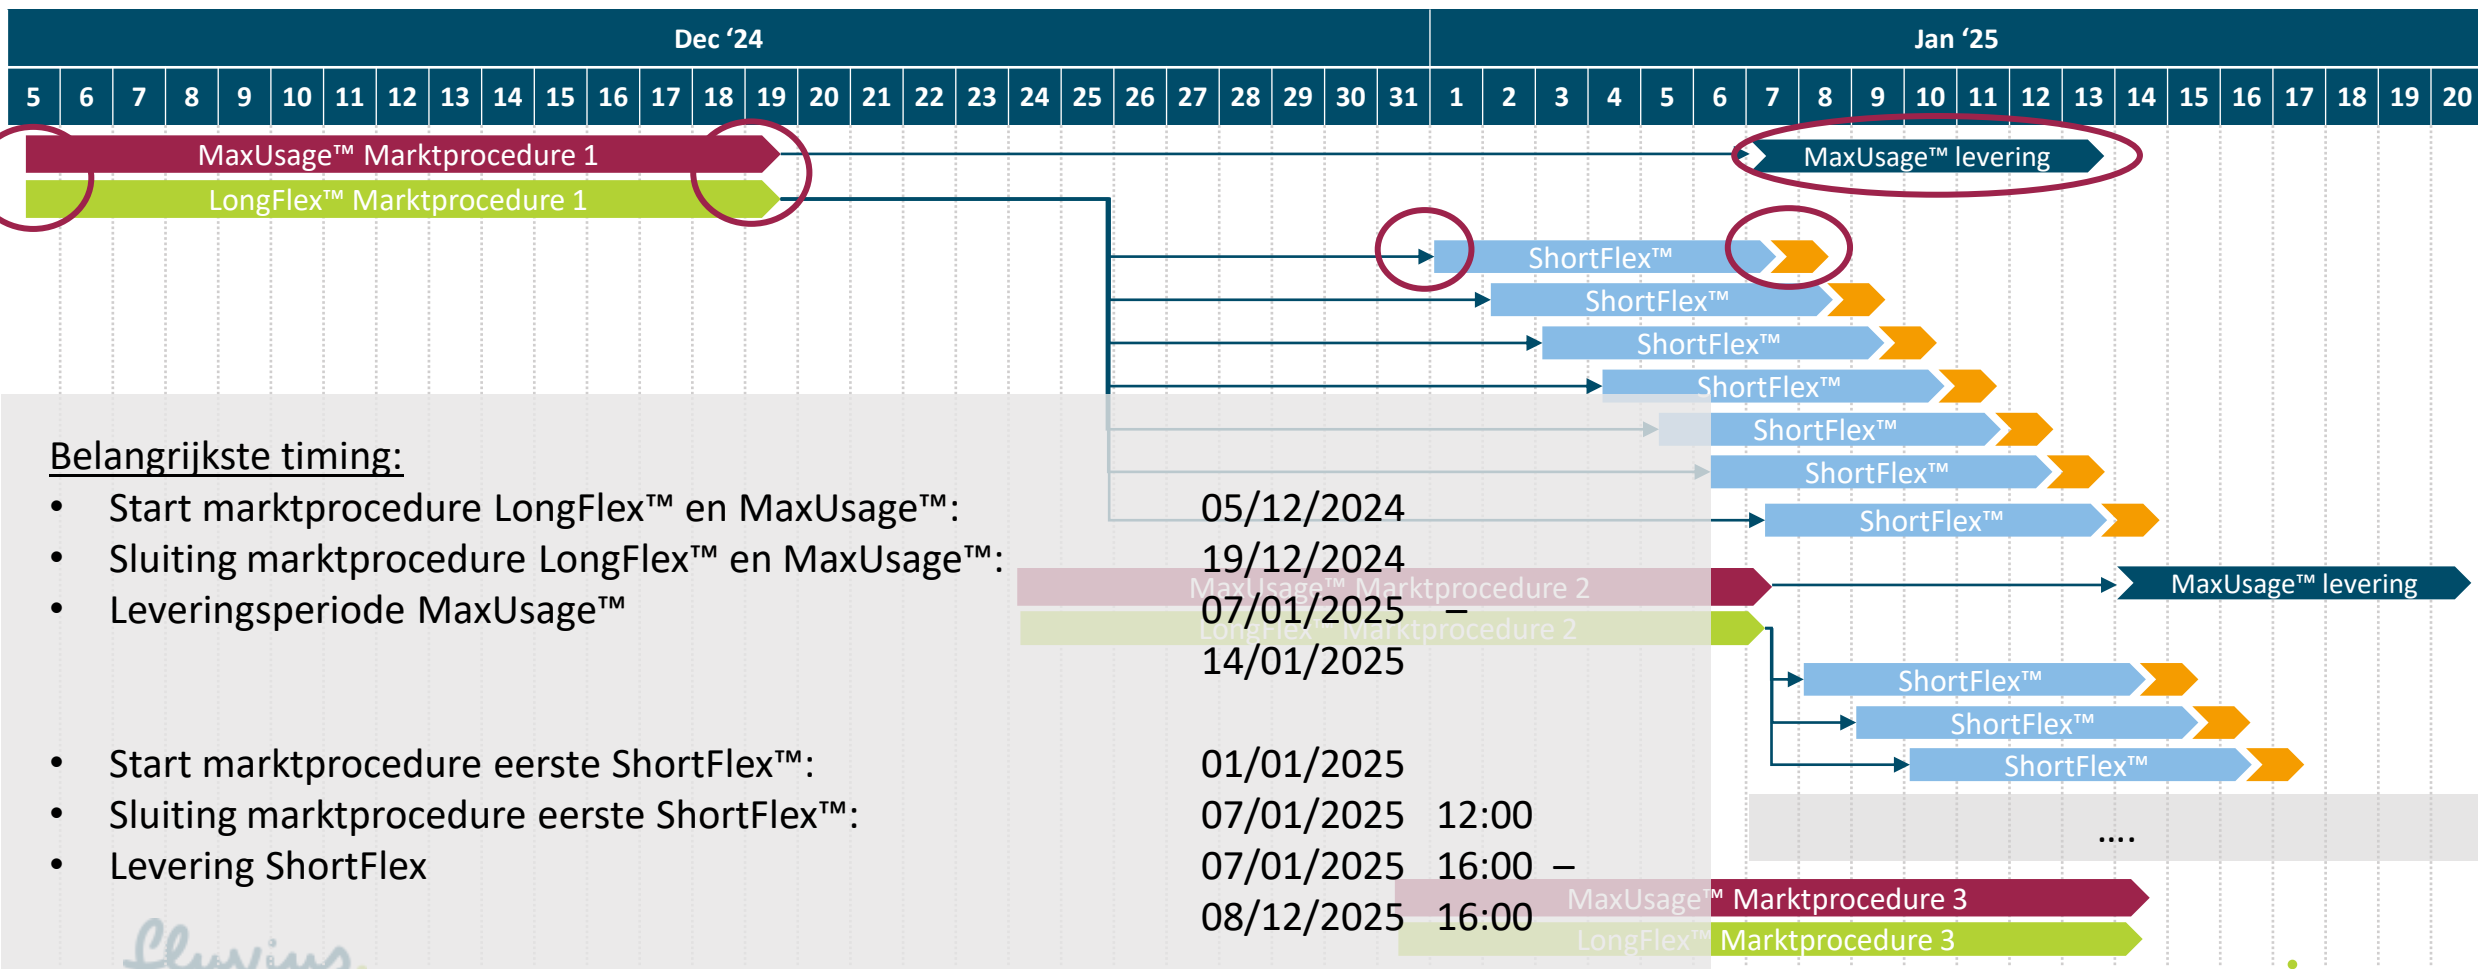 Dec ‘24 Jan ‘25
5 6 7 8 9 10 11 12 13 14 15 16 17 18 19 20 21 22 23 24 25 26 27 28 29 30 31 1 2 3 4 5 6 7 8 9 10 11 12 13 14 15 16 17 18 19 20
MaxUsage™ Marktprocedure 1 MaxUsage™ levering
LongFlex™ Marktprocedure 1
ShortFlex™
ShortFlex™
ShortFlex™
ShortFlex™
ShortFlex™
ShortFlex™
ShortFlex™
MaxUsage™ Marktprocedure 2 MaxUsage™ levering
LongFlex™ Marktprocedure 2
ShortFlex™
ShortFlex™
ShortFlex™
....
MaxUsage™ Marktprocedure 3
LongFlex™ Marktprocedure 3
Belangrijkste timing:
• Start marktprocedure LongFlex™ en MaxUsage™: 05/12/2024
• Sluiting marktprocedure LongFlex™ en MaxUsage™: 19/12/2024
• Leveringsperiode MaxUsage™ 07/01/2025 –
14/01/2025
• Start marktprocedure eerste ShortFlex™: 01/01/2025
• Sluiting marktprocedure eerste ShortFlex™: 07/01/2025 12:00
• Levering ShortFlex 07/01/2025 16:00 –
08/12/2025 16:00
fluvius.